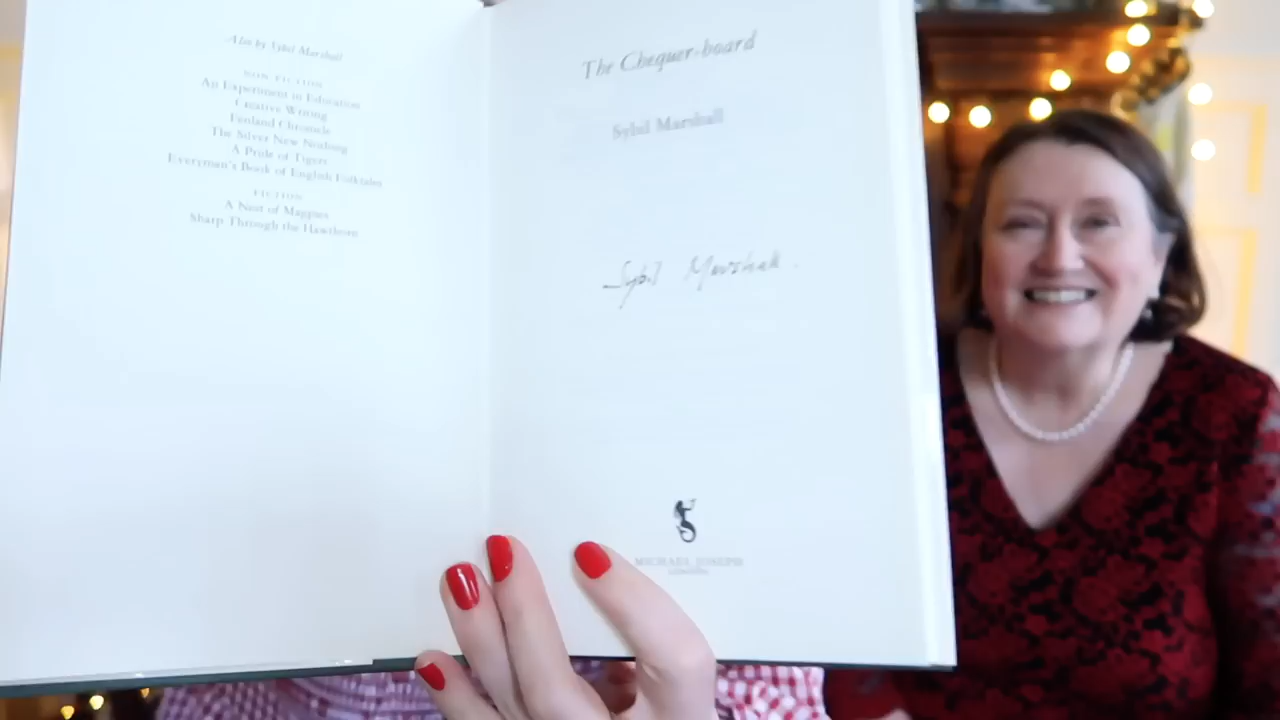 Also by Sybil Marshall
NON FICTION
An Experiment in Education
Creative Writing
Fenland Chronicle
The Silver New Nothing
A Pride of Tigers
Everyman's Book of English Folktales
FICTION
A Nest of Magpies
Sharp Through the Hawthorn
The Chequer-board
Sybil Marshall
Sybil Marshall.
MICHAEL JOSEPH
LONDON